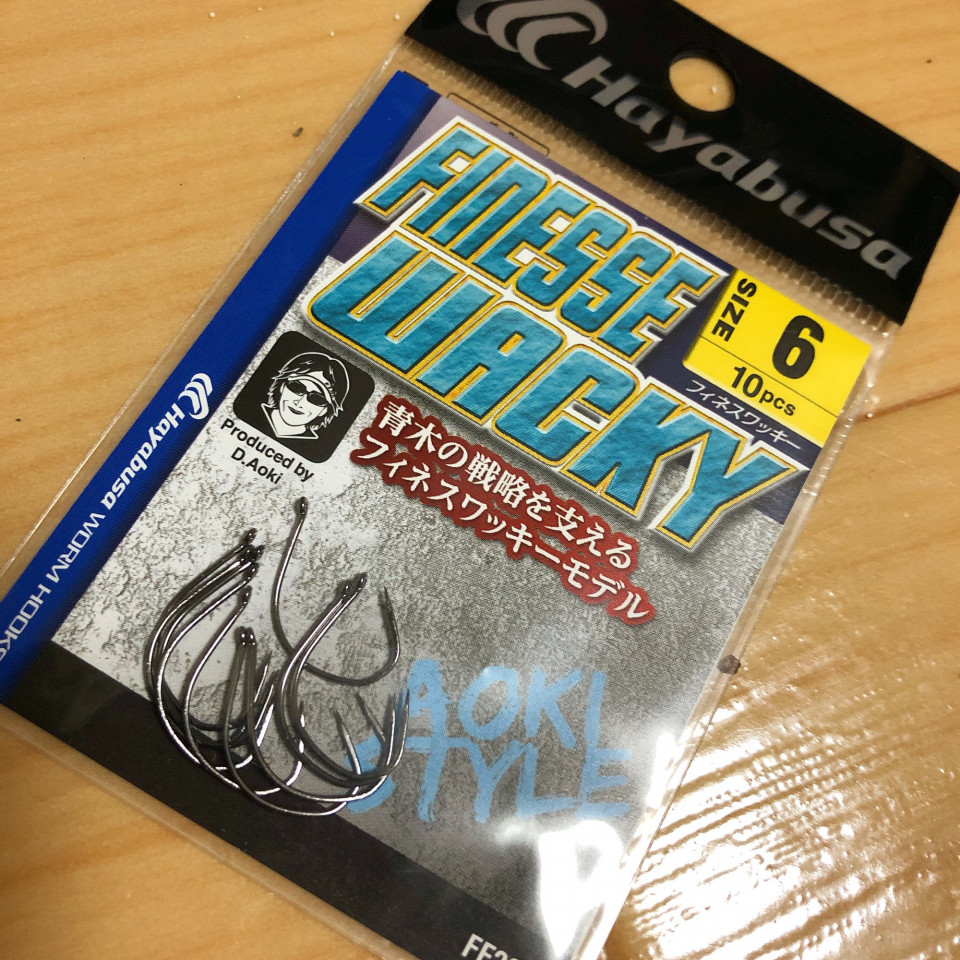 Hayabusa
FINESSE
WACKY
SIZE
6
10pcs
フィネスワッキー
Produced by
D.Aoki
青木の戦略を支える
フィネスワッキーモデル
Hayabusa WORM HOOKS
AOKI
STYLE